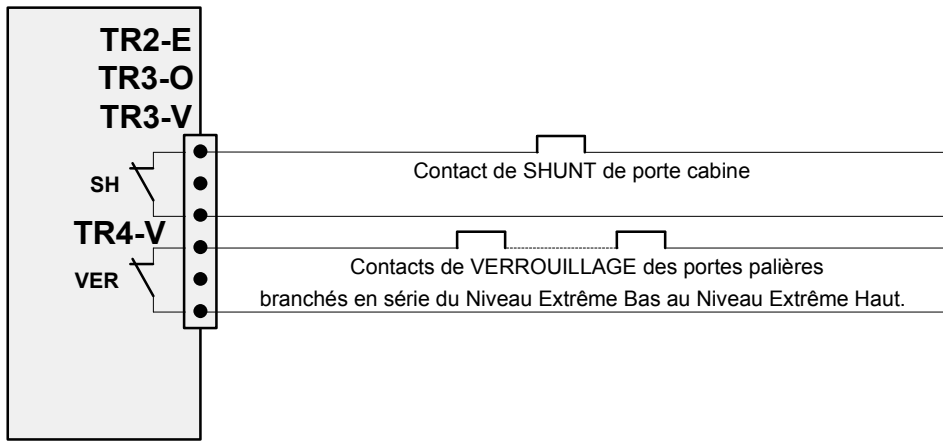 TR2-E
TR3-O
TR3-V
Contact de SHUNT de porte cabine
SH
TR4-V
Contacts de VERROUILLAGE des portes palières
VER
branchés en série du Niveau Extrême Bas au Niveau Extrême Haut.